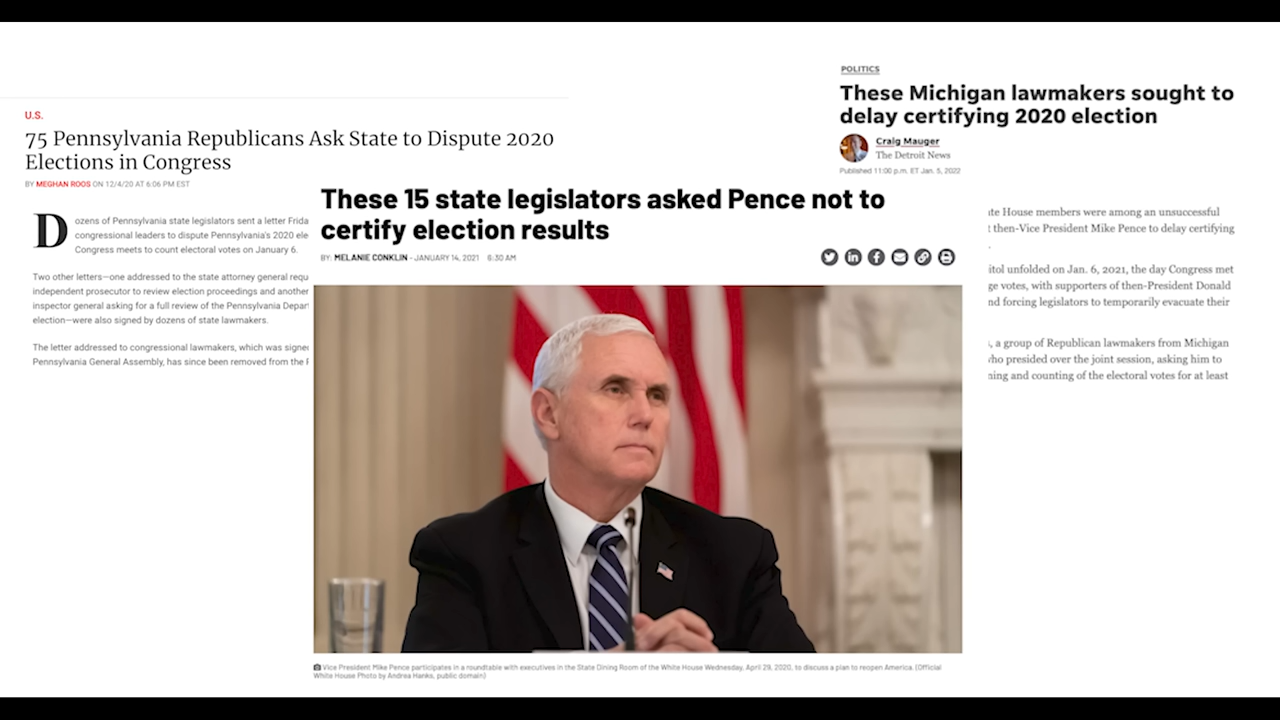 U.S.
75 Pennsylvania Republicans Ask State to Dispute 2020
Elections in Congress
BY MEGHAN ROOS ON 12/4/20 AT 6:06 PM EST
Dozens of Pennsylvania state legislators sent a letter Frida
congressional leaders to dispute Pennsylvania's 2020 ele
Congress meets to count electoral votes on January 6.
Two other letters—one addressed to the state attorney general requ
independent prosecutor to review election proceedings and another
inspector general asking for a full review of the Pennsylvania Depar
election—were also signed by dozens of state lawmakers.
The letter addressed to congressional lawmakers, which was signed
Pennsylvania General Assembly, has since been removed from the
These 15 state legislators asked Pence not to
certify election results
BY: MELANIE CONKLIN - JANUARY 14, 2021 6:30 AM
Vice President Mike Pence participates in a roundtable with executives in the State Dining Room of the White House Wednesday, April 29, 2020, to discuss a plan to reopen America. (Official
White House Photo by Andrea Hanks, public domain)
POLITICS
These Michigan lawmakers sought to
delay certifying 2020 election
Craig Mauger
The Detroit News
Published 11:00 p.m. ET Jan. 5, 2022
te House members were among an unsuccessful
t then-Vice President Mike Pence to delay certifying
.
itol unfolded on Jan. 6, 2021, the day Congress met
ge votes, with supporters of then-President Donald
nd forcing legislators to temporarily evacuate their
, a group of Republican lawmakers from Michigan
ho presided over the joint session, asking him to
ning and counting of the electoral votes for at least